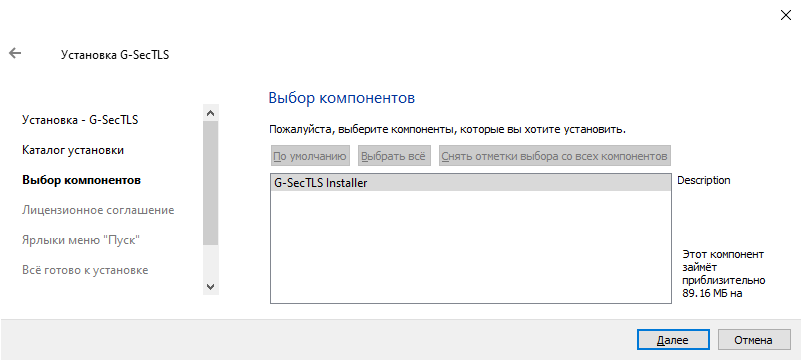 Установка G-SecTLS
Установка - G-SecTLS
Каталог установки
Выбор компонентов
Лицензионное соглашение
Ярлыки меню "Пуск"
Всё готово к установке
Выбор компонентов
Пожалуйста, выберите компоненты, которые вы хотите установить.
По умолчанию Выбрать всё Снять отметки выбора со всех компонентов
G-SecTLS Installer
Description
Этот компонент
займёт
приблизительно
89.16 МБ на
Далее Отмена